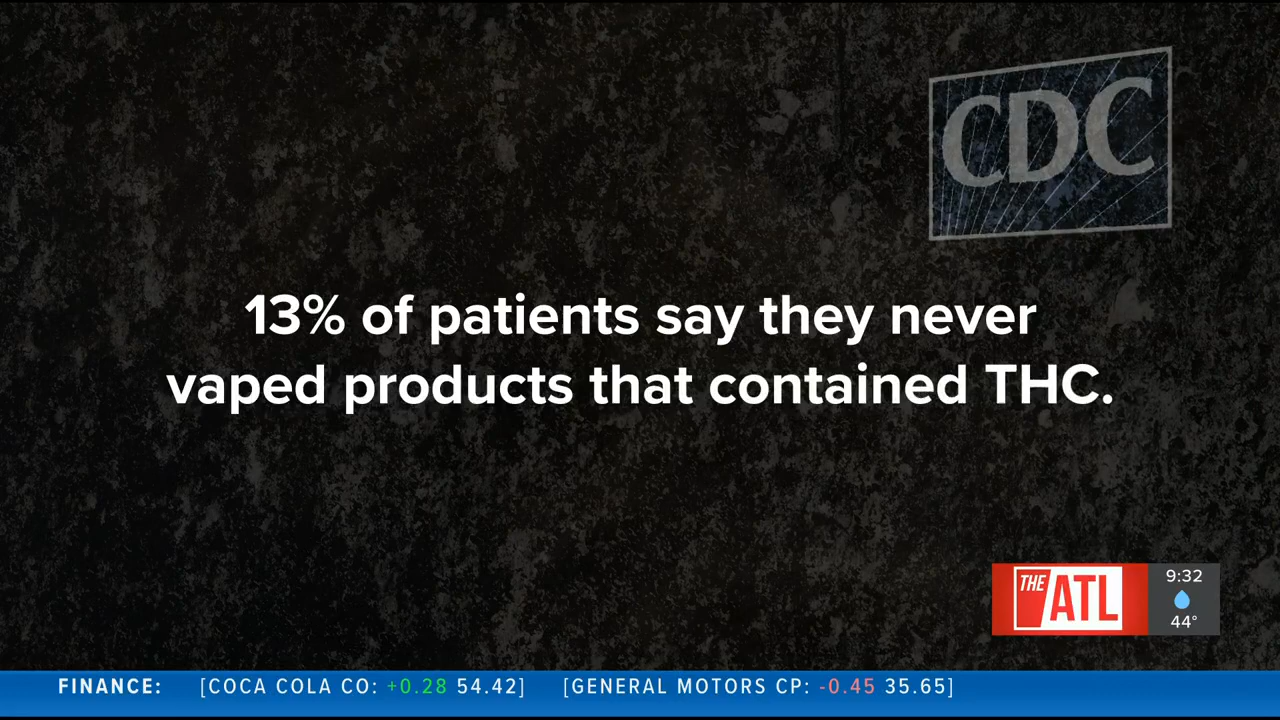 CDC
13% of patients say they never
vaped products that contained THC.
THE ATL
9:32
44°
FINANCE: [COCA COLA CO: +0.28 54.42] [GENERAL MOTORS CP: -0.45 35.65]